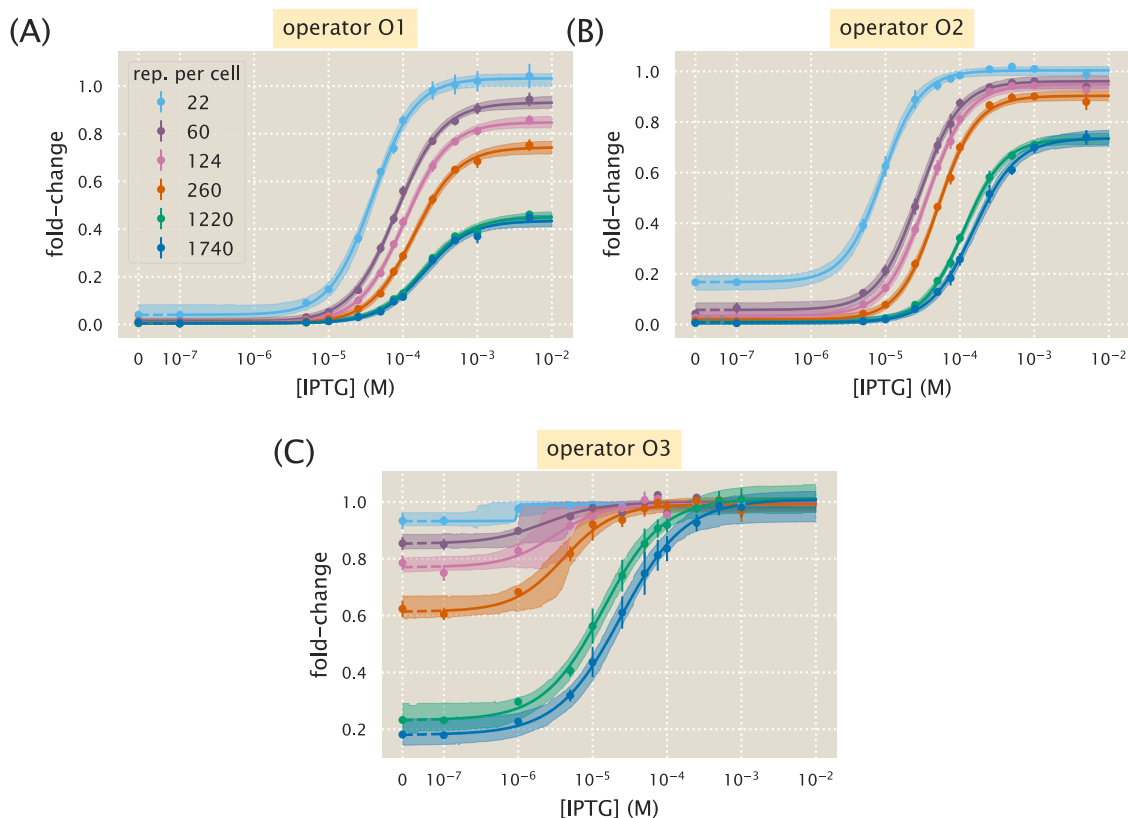 (A)
operator O1
fold-change
1.0
0.8
0.6
0.4
0.2
0.0
rep. per cell
22
60
124
260
1220
1740
0 10⁻⁷ 10⁻⁶ 10⁻⁵ 10⁻⁴ 10⁻³ 10⁻²
[IPTG] (M)
(B)
operator O2
fold-change
1.0
0.8
0.6
0.4
0.2
0.0
0 10⁻⁷ 10⁻⁶ 10⁻⁵ 10⁻⁴ 10⁻³ 10⁻²
[IPTG] (M)
(C)
operator O3
fold-change
1.0
0.8
0.6
0.4
0.2
0 10⁻⁷ 10⁻⁶ 10⁻⁵ 10⁻⁴ 10⁻³ 10⁻²
[IPTG] (M)